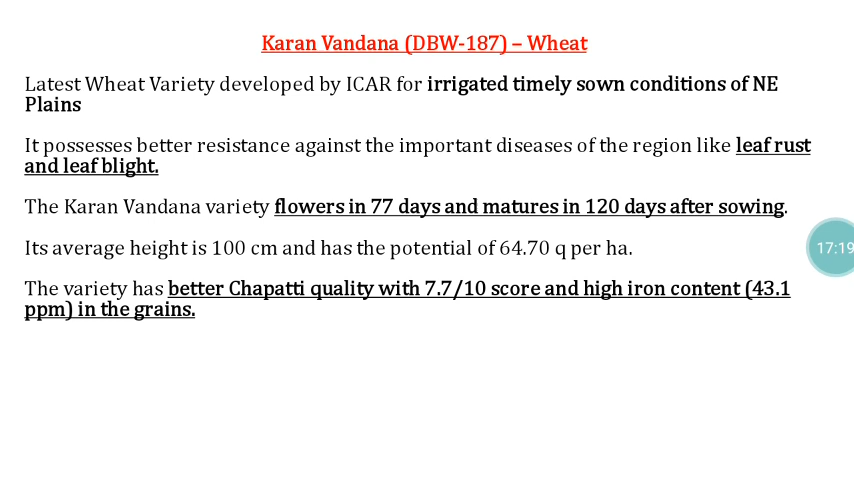 Karan Vandana (DBW-187) – Wheat
Latest Wheat Variety developed by ICAR for irrigated timely sown conditions of NE
Plains
It possesses better resistance against the important diseases of the region like leaf rust
and leaf blight.
The Karan Vandana variety flowers in 77 days and matures in 120 days after sowing.
Its average height is 100 cm and has the potential of 64.70 q per ha.
17:19
The variety has better Chapatti quality with 7.7/10 score and high iron content (43.1
ppm) in the grains.